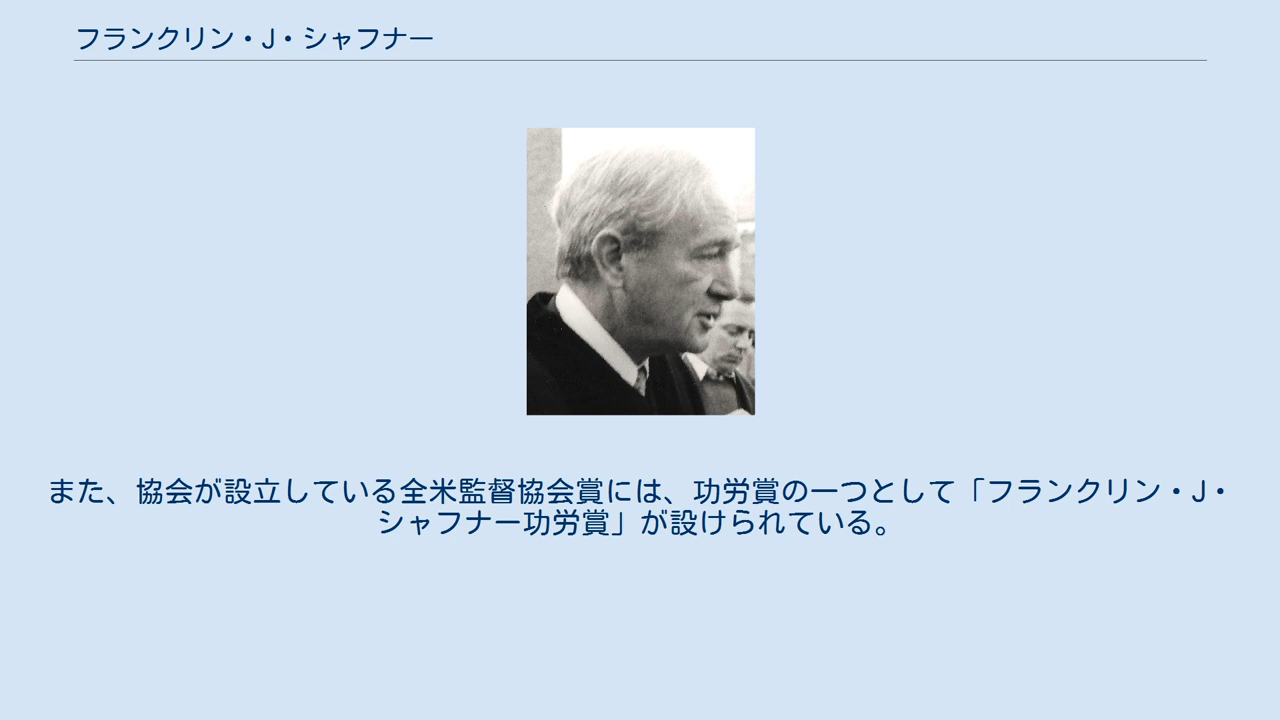 フランクリン・J・シャフナー
また、協会が設立している全米監督協会賞には、功労賞の一つとして「フランクリン・J・
シャフナー功労賞」が設けられている。